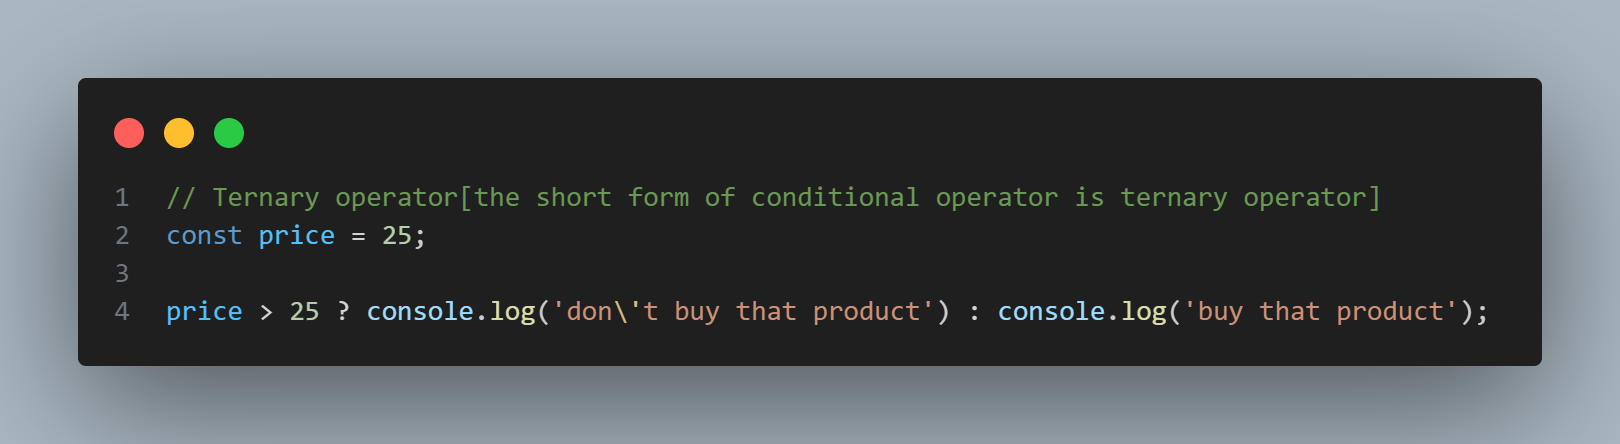 1 // Ternary operator[the short form of conditional operator is ternary operator]
2 const price = 25;
3
4 price > 25 ? console.log('don\'t buy that product') : console.log('buy that product');